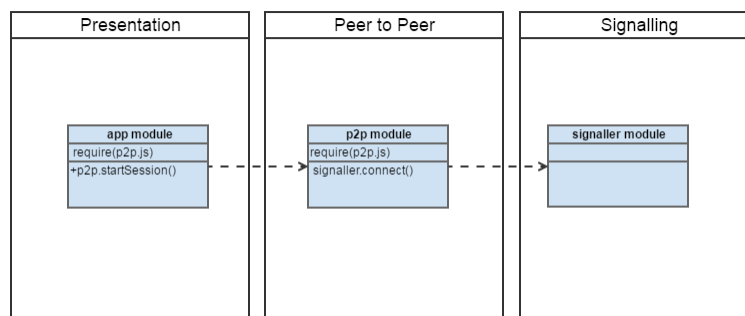 Presentation
Peer to Peer
Signalling
app module
require(p2p.js)
+p2p.startSession()
p2p module
require(p2p.js)
signaller.connect()
signaller module